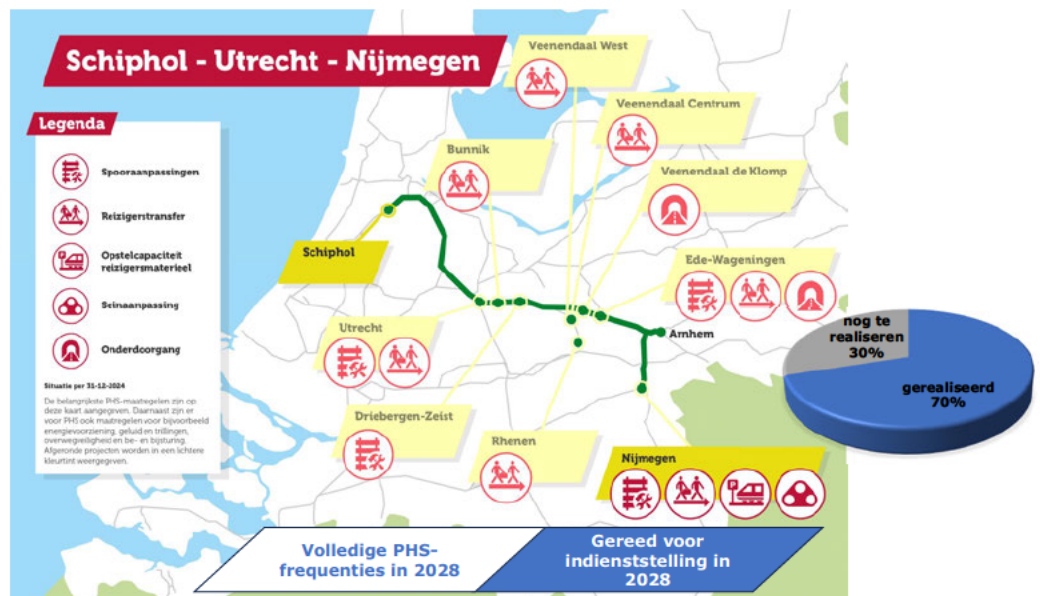 Schiphol - Utrecht - Nijmegen
Legenda
Spooraanpassingen
Reizigerstransfer
Opstelcapaciteit
reizigersmaterieel
Seinaanpassing
Onderdoorgang
Situatie per 31-12-2024
De belangrijkste PHS-maatregelen zijn op
deze kaart aangegeven. Daarnaast zijn er
voor PHS ook maatregelen voor bijvoorbeeld
energievoorziening, geluid en trillingen,
overwegveiligheid en be- en bijsturing.
Afgeronde projecten worden in een lichtere
kleurtint weergegeven.
Veenendaal West
Veenendaal Centrum
Bunnik
Veenendaal de Klomp
Schiphol
Ede-Wageningen
Utrecht
Arnhem
Driebergen-Zeist
Rhenen
Nijmegen
P
P
nog te
realiseren
30%
gerealiseerd
70%
Volledige PHS-
frequenties in 2028
Gereed voor
indienststelling in
2028